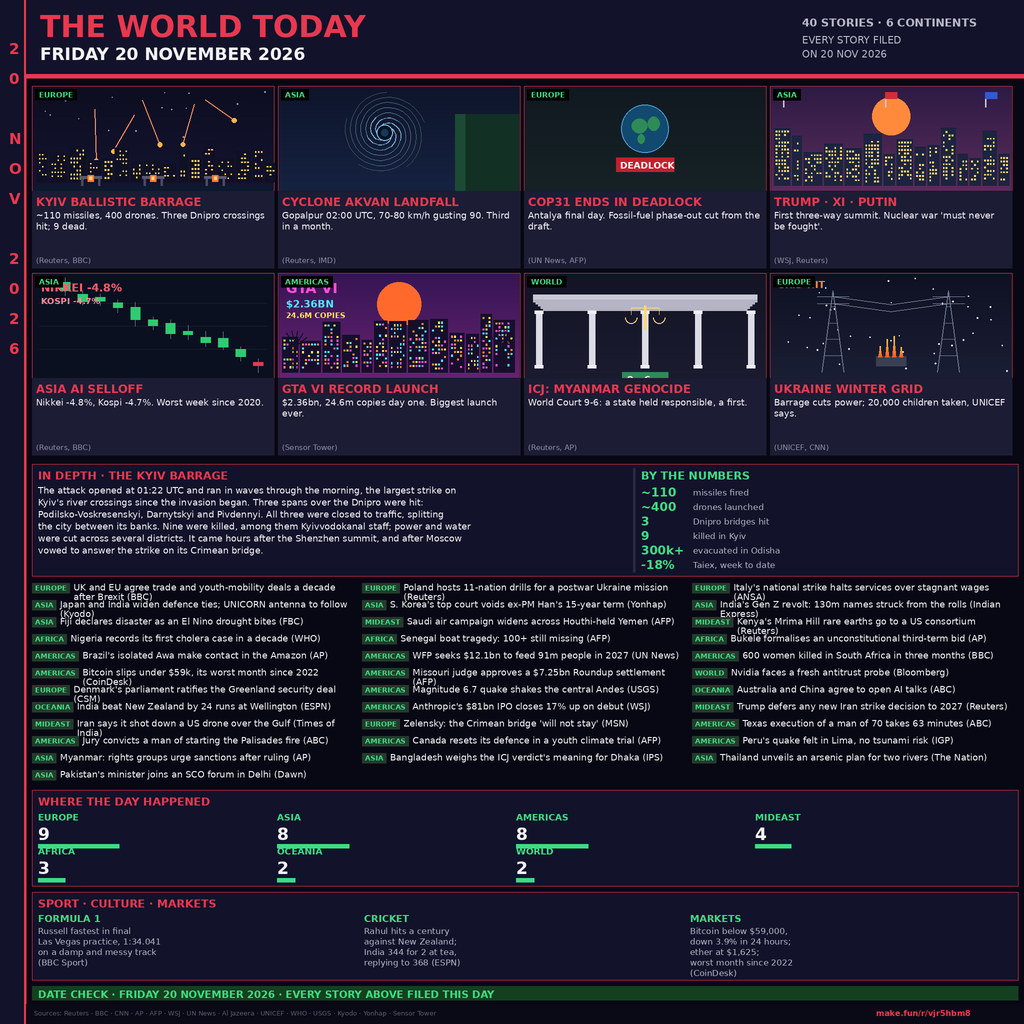 THE WORLD TODAY
FRIDAY 20 NOVEMBER 2026
40 STORIES · 6 CONTINENTS
EVERY STORY FILED
ON 20 NOV 2026
2
0
N
O
V
2
0
2
6
EUROPE
KYIV BALLISTIC BARRAGE
~110 missiles, 400 drones. Three Dnipro crossings
hit; 9 dead.
(Reuters, BBC)
ASIA
CYCLONE AKVAN LANDFALL
Gopalpur 02:00 UTC, 70-80 km/h gusting 90. Third
in a month.
(Reuters, IMD)
EUROPE
DEADLOCK
COP31 ENDS IN DEADLOCK
Antalya final day. Fossil-fuel phase-out cut from the
draft.
(UN News, AFP)
ASIA
TRUMP · XI · PUTIN
First three-way summit. Nuclear war 'must never
be fought'.
(WSJ, Reuters)
ASIA
NIKKEI -4.8%
KOSPI -4.7%
ASIA AI SELLOFF
Nikkei -4.8%, Kospi -4.7%. Worst week since 2020.
(Reuters, BBC)
AMERICAS
GTA VI
$2.36BN
24.6M COPIES
GTA VI RECORD LAUNCH
$2.36bn, 24.6m copies day one. Biggest launch
ever.
(Sensor Tower)
WORLD
ICJ: MYANMAR GENOCIDE
World Court 9-6: a state held responsible, a first.
(Reuters, AP)
EUROPE
UKRAINE WINTER GRID
Barrage cuts power; 20,000 children taken, UNICEF
says.
(UNICEF, CNN)
IN DEPTH · THE KYIV BARRAGE
The attack opened at 01:22 UTC and ran in waves through the morning, the largest strike on
Kyiv's river crossings since the invasion began. Three spans over the Dnipro were hit:
Podilsko-Voskresenskyi, Darnytskyi and Pivdennyi. All three were closed to traffic, splitting
the city between its banks. Nine were killed, among them Kyivvodokanal staff; power and water
were cut across several districts. It came hours after the Shenzhen summit, and after Moscow
vowed to answer the strike on its Crimean bridge.
BY THE NUMBERS
~110 missiles fired
~400 drones launched
3 Dnipro bridges hit
9 killed in Kyiv
300k+ evacuated in Odisha
-18% Taiex, week to date
EUROPE UK and EU agree trade and youth-mobility deals a decade
after Brexit (BBC)
ASIA Japan and India widen defence ties; UNICORN antenna to follow
(Kyodo)
ASIA Fiji declares disaster as an El Nino drought bites (FBC)
AFRICA Nigeria records its first cholera case in a decade (WHO)
AMERICAS Brazil's isolated Awa make contact in the Amazon (AP)
AMERICAS Bitcoin slips under $59k, its worst month since 2022
(CoinDesk)
EUROPE Denmark's parliament ratifies the Greenland security deal
(CSM)
OCEANIA India beat New Zealand by 24 runs at Wellington (ESPN)
MIDEAST Iran says it shot down a US drone over the Gulf (Times of
India)
AMERICAS Jury convicts a man of starting the Palisades fire (ABC)
ASIA Myanmar: rights groups urge sanctions after ruling (AP)
ASIA Pakistan's minister joins an SCO forum in Delhi (Dawn)
EUROPE Poland hosts 11-nation drills for a postwar Ukraine mission
(Reuters)
ASIA S. Korea's top court voids ex-PM Han's 15-year term (Yonhap)
MIDEAST Saudi air campaign widens across Houthi-held Yemen (AFP)
AFRICA Senegal boat tragedy: 100+ still missing (AFP)
AMERICAS WFP seeks $12.1bn to feed 91m people in 2027 (UN News)
AMERICAS Missouri judge approves a $7.25bn Roundup settlement
(AFP)
AMERICAS Magnitude 6.7 quake shakes the central Andes (USGS)
AMERICAS Anthropic's $81bn IPO closes 17% up on debut (WSJ)
EUROPE Zelensky: the Crimean bridge 'will not stay' (MSN)
AMERICAS Canada resets its defence in a youth climate trial (AFP)
ASIA Bangladesh weighs the ICJ verdict's meaning for Dhaka (IPS)
EUROPE Italy's national strike halts services over stagnant wages
(ANSA)
ASIA India's Gen Z revolt: 130m names struck from the rolls (Indian
Express)
MIDEAST Kenya's Mrima Hill rare earths go to a US consortium
(Reuters)
AFRICA Bukele formalises an unconstitutional third-term bid (AP)
AMERICAS 600 women killed in South Africa in three months (BBC)
WORLD Nvidia faces a fresh antitrust probe (Bloomberg)
OCEANIA Australia and China agree to open AI talks (ABC)
MIDEAST Trump defers any new Iran strike decision to 2027 (Reuters)
AMERICAS Texas execution of a man of 70 takes 63 minutes (ABC)
AMERICAS Peru's quake felt in Lima, no tsunami risk (IGP)
ASIA Thailand unveils an arsenic plan for two rivers (The Nation)
WHERE THE DAY HAPPENED
EUROPE
9
ASIA
8
AMERICAS
8
MIDEAST
4
AFRICA
3
OCEANIA
2
WORLD
2
SPORT · CULTURE · MARKETS
FORMULA 1
Russell fastest in final
Las Vegas practice, 1:34.041
on a damp and messy track
(BBC Sport)
CRICKET
Rahul hits a century
against New Zealand;
India 344 for 2 at tea,
replying to 368 (ESPN)
MARKETS
Bitcoin below $59,000,
down 3.9% in 24 hours;
ether at $1,625;
worst month since 2022
(CoinDesk)
DATE CHECK · FRIDAY 20 NOVEMBER 2026 · EVERY STORY ABOVE FILED THIS DAY
Sources: Reuters · BBC · CNN · AP · AFP · WSJ · UN News · Al Jazeera · UNICEF · WHO · USGS · Kyodo · Yonhap · Sensor Tower
make.fun/r/vjr5hbm8